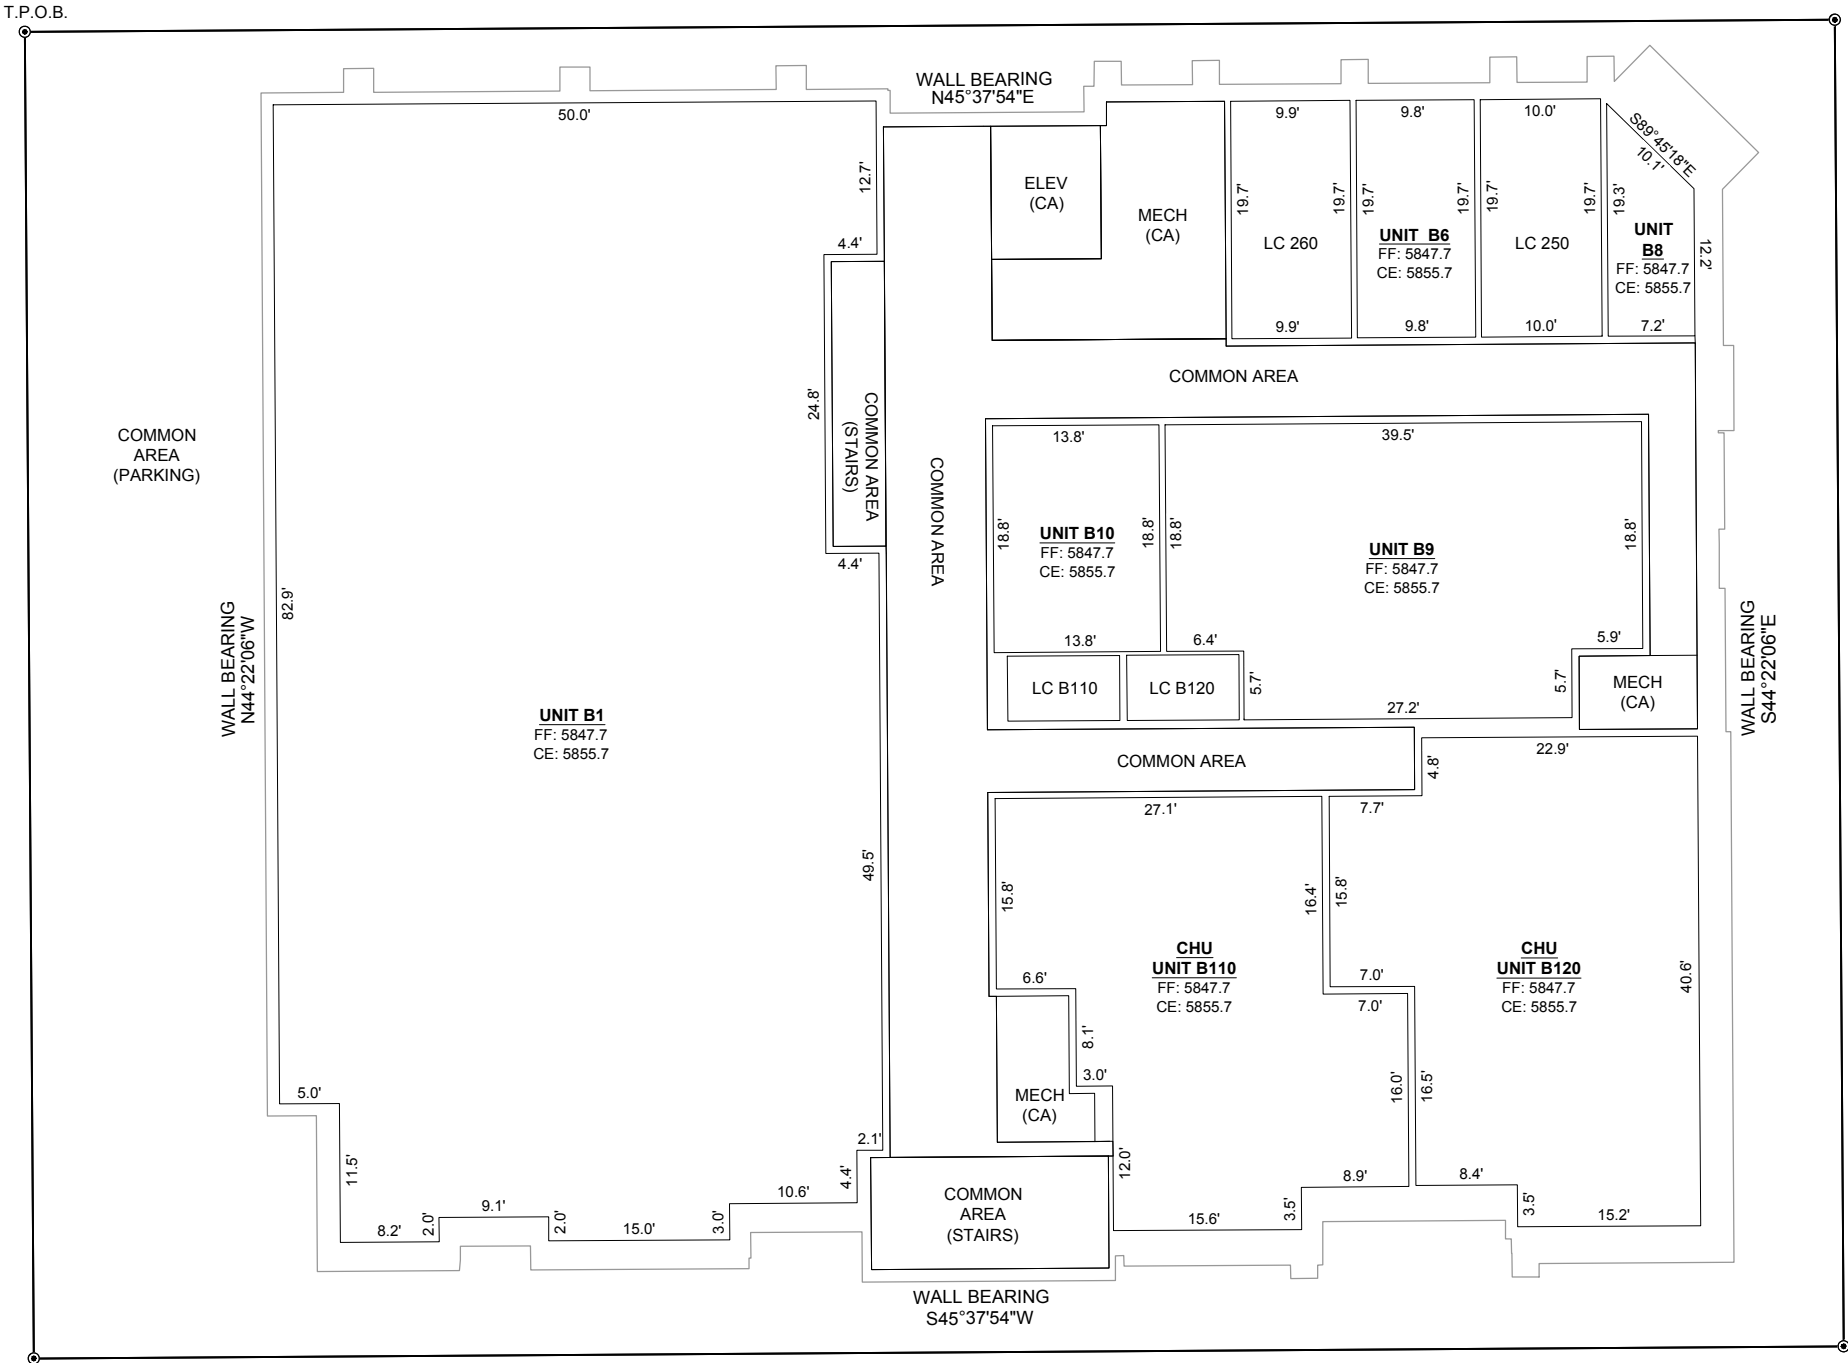 T.P.O.B.
WALL BEARING
N45°37'54"E
50.0'
12.7'
4.4'
24.8'
4.4'
COMMON AREA
(STAIRS)
COMMON
AREA
(PARKING)
WALL BEARING
N44°22'06"W
82.9'
UNIT B1
FF: 5847.7
CE: 5855.7
49.5'
5.0'
11.5'
8.2'
2.0'
9.1'
2.0'
15.0'
3.0'
10.6'
4.4'
2.1'
COMMON AREA
ELEV
(CA)
MECH
(CA)
9.9'
19.7'
19.7'
LC 260
9.9'
9.8'
19.7'
19.7'
UNIT B6
FF: 5847.7
CE: 5855.7
9.8'
10.0'
19.7'
19.7'
LC 250
10.0'
S89°45'18"E
10.1'
19.3'
UNIT
B8
FF: 5847.7
CE: 5855.7
12.2'
7.2'
COMMON AREA
13.8'
18.8'
18.8'
UNIT B10
FF: 5847.7
CE: 5855.7
13.8'
39.5'
18.8'
18.8'
UNIT B9
FF: 5847.7
CE: 5855.7
6.4'
5.7'
27.2'
5.7'
5.9'
LC B110
LC B120
MECH
(CA)
WALL BEARING
S44°22'06"E
COMMON AREA
27.1'
15.8'
16.4'
CHU
UNIT B110
FF: 5847.7
CE: 5855.7
6.6'
8.1'
3.0'
7.0'
16.0'
12.0'
8.9'
3.5'
15.6'
MECH
(CA)
22.9'
4.8'
7.7'
15.8'
7.0'
CHU
UNIT B120
FF: 5847.7
CE: 5855.7
40.6'
16.5'
8.4'
3.5'
15.2'
COMMON
AREA
(STAIRS)
WALL BEARING
S45°37'54"W